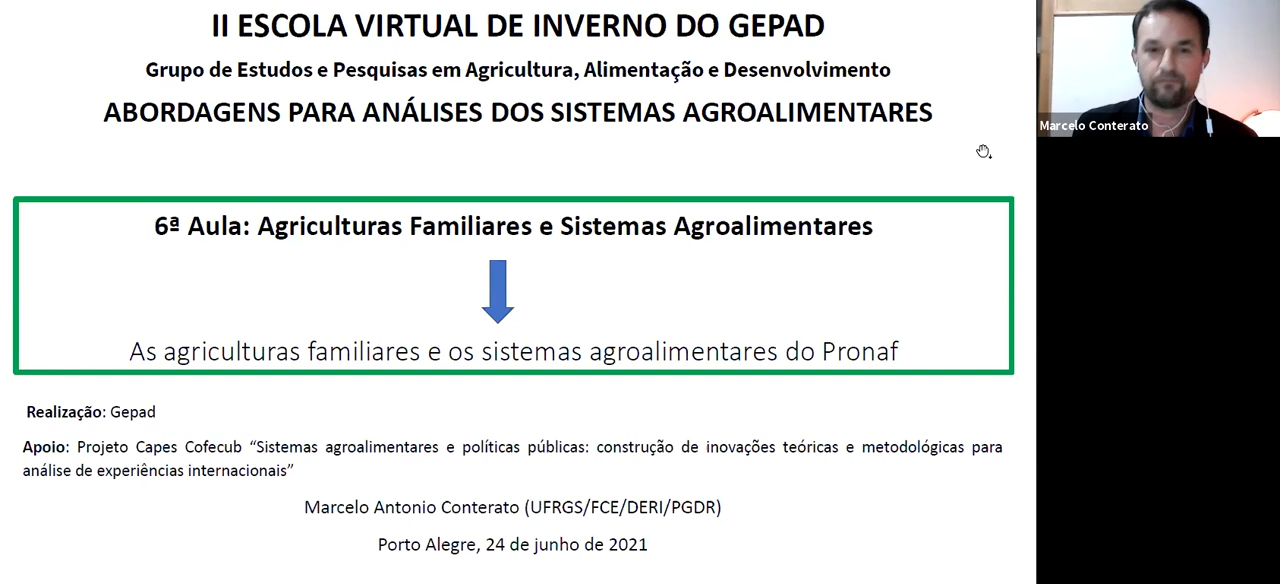 II ESCOLA VIRTUAL DE INVERNO DO GEPAD
Grupo de Estudos e Pesquisas em Agricultura, Alimentação e Desenvolvimento
ABORDAGENS PARA ANÁLISES DOS SISTEMAS AGROALIMENTARES
Marcelo Conterato
6ª Aula: Agriculturas Familiares e Sistemas Agroalimentares
As agriculturas familiares e os sistemas agroalimentares do Pronaf
Realização: Gepad
Apoio: Projeto Capes Cofecub “Sistemas agroalimentares e políticas públicas: construção de inovações teóricas e metodológicas para
análise de experiências internacionais”
Marcelo Antonio Conterato (UFRGS/FCE/DERI/PGDR)
Porto Alegre, 24 de junho de 2021